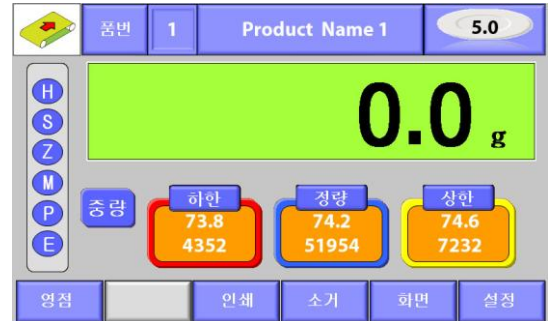 품번 1 Product Name 1 5.0
H
S
Z
M
P
E
0.0 g
중량
하한 정량 상한
73.8 74.2 74.6
4352 51954 7232
영점 인쇄 소거 화면 설정